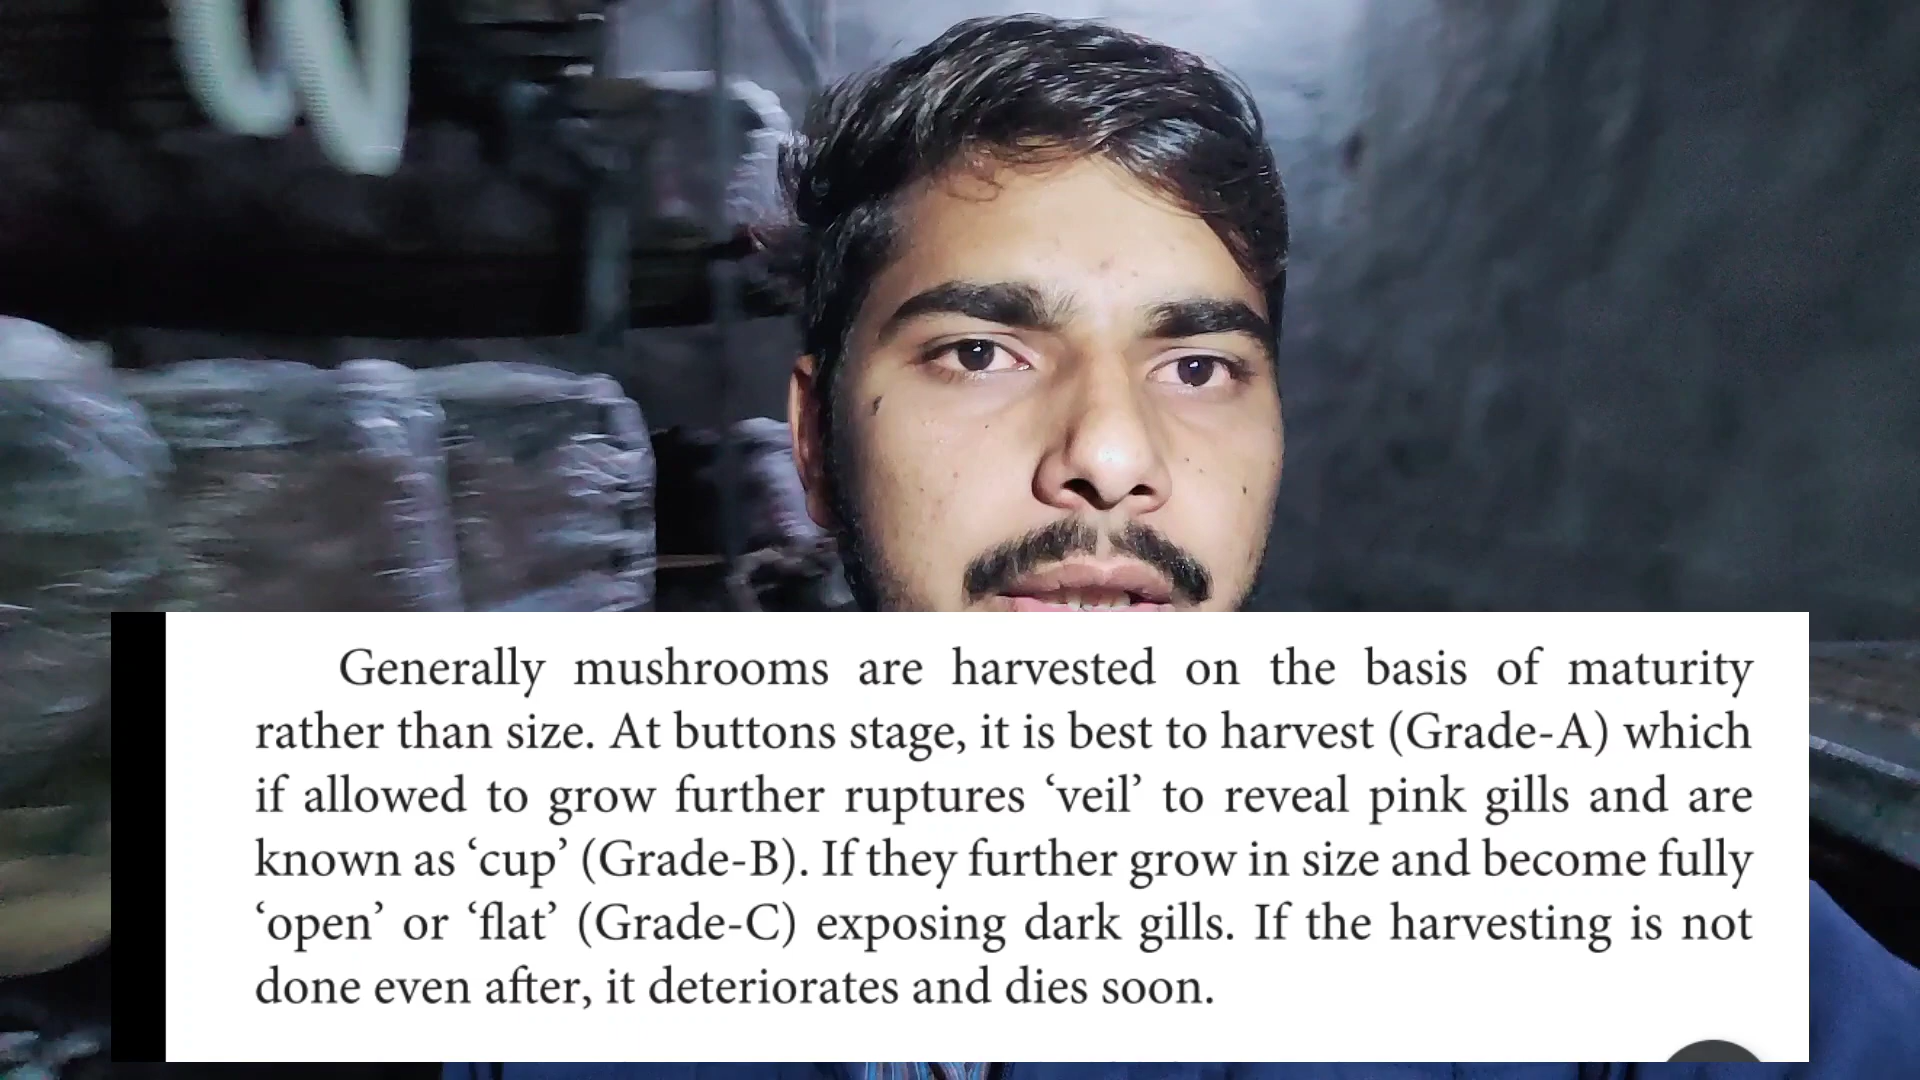 Generally mushrooms are harvested on the basis of maturity
rather than size. At buttons stage, it is best to harvest (Grade-A) which
if allowed to grow further ruptures ‘veil’ to reveal pink gills and are
known as ‘cup’ (Grade-B). If they further grow in size and become fully
‘open’ or ‘flat’ (Grade-C) exposing dark gills. If the harvesting is not
done even after, it deteriorates and dies soon.